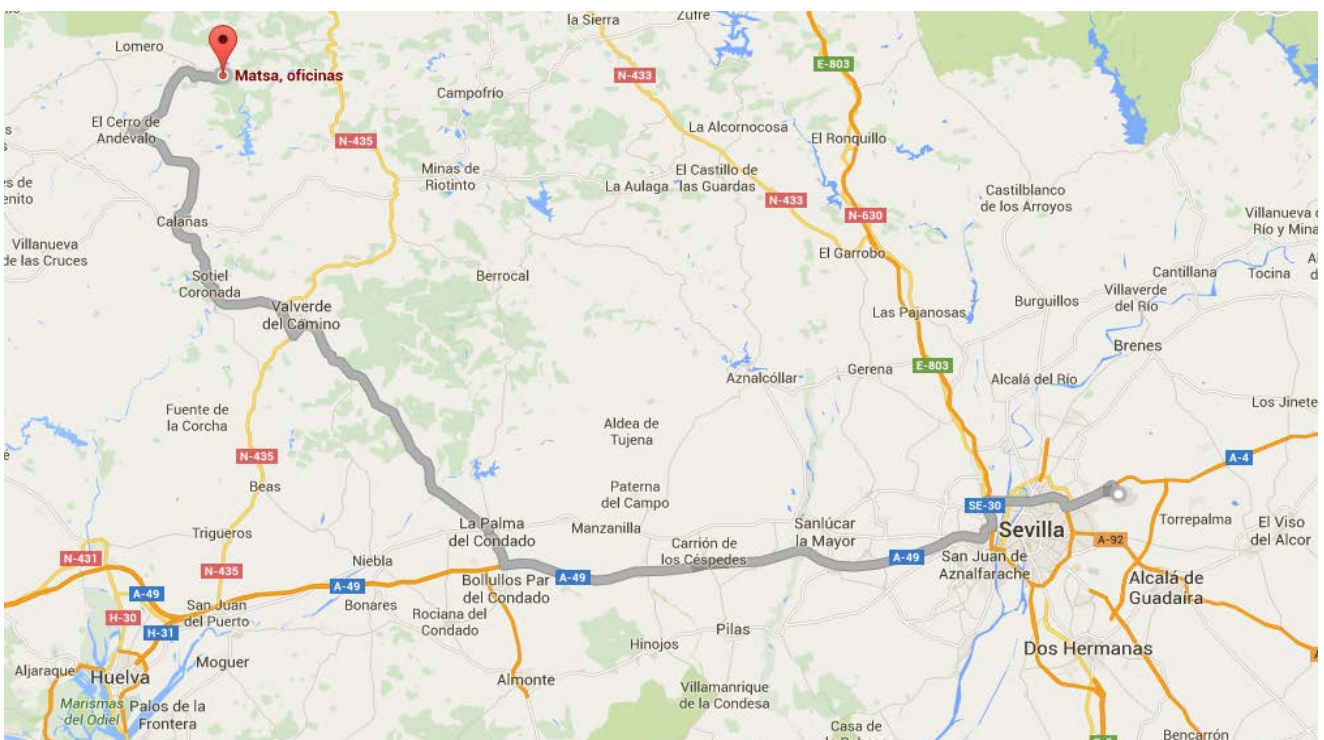 la Sierra
Zufre
Lomero
E-803
Matsa, oficinas
N-433
Campofrío
El Cerro de
Andévalo
La Alcornocosa
El Ronquillo
N-435
Minas de
Riotinto
El Castillo de
las Guardas
La Aulaga
Castilblanco
de los Arroyos
es de
enito
N-433
N-630
Calañas
Villanueva
Río y Mina
Villanueva
de las Cruces
El Garrobo
Sotiel
Coronada
Berrocal
Cantillana
Tocina
Villaverde
del Río
Burguillos
Valverde
del Camino
Las Pajanosas
Brenes
E-803
Aznalcóllar
Gerena
Alcalá del Río
Fuente de
la Corcha
Los Jinete
Aldea de
Tujena
N-435
A-4
Beas
Paterna
del Campo
SE-30
La Palma
del Condado
Manzanilla
Sanlúcar
la Mayor
Sevilla
Torrepalma
El Viso
del Alcor
Trigueros
A-92
Carrión de
los Céspedes
N-431
Niebla
A-49
San Juan de
Aznalfarache
N-435
A-49
Bollullos Par
del Condado
A-49
A-49
Alcalá de
Guadaira
San Juan
del Puerto
Bonares
H-30
Rociana del
Condado
H-31
Pilas
Hinojos
Dos Hermanas
Moguer
Aljaraque
Huelva
Almonte
Villamanrique
de la Condesa
Marismas
del Odiel
Palos de la
Frontera
Casa de
Bencarrón